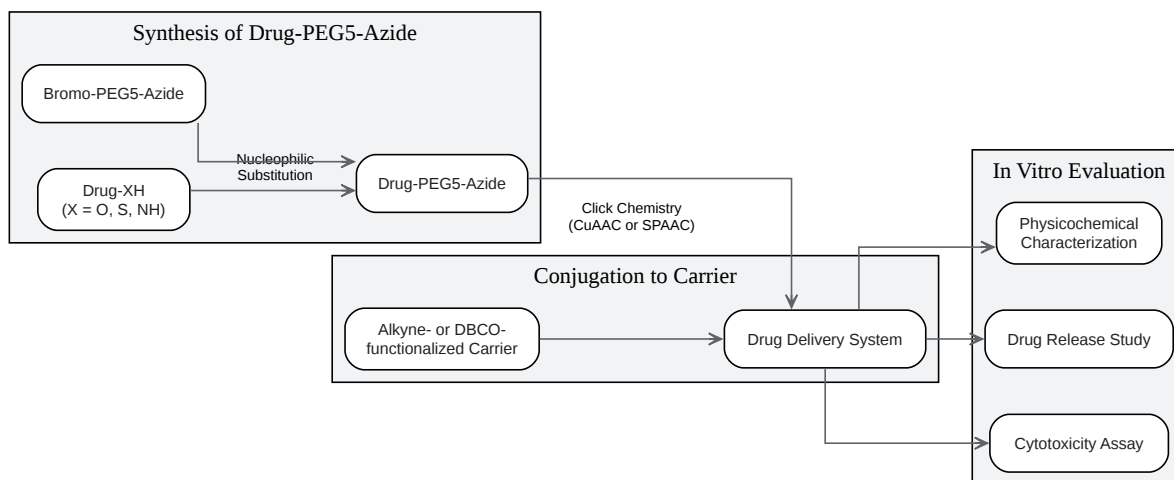 Synthesis of Drug-PEG5-Azide
Bromo-PEG5-Azide
Nucleophilic
Substitution
Drug-XH
(X = O, S, NH)
Drug-PEG5-Azide
Click Chemistry
(CuAAC or SPAAC)
Conjugation to Carrier
Alkyne- or DBCO-
functionalized Carrier
Drug Delivery System
In Vitro Evaluation
Physicochemical
Characterization
Drug Release Study
Cytotoxicity Assay